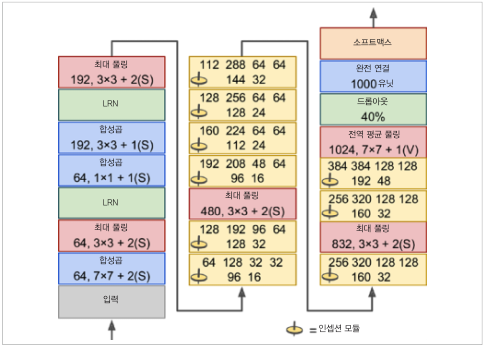 최대 풀링
192, 3×3 + 2(S)
LRN
합성곱
192, 3×3 + 1(S)
합성곱
64, 1×1 + 1(S)
LRN
최대 풀링
64, 3×3 + 2(S)
합성곱
64, 7×7 + 2(S)
입력
112 288 64 64
144 32
128 256 64 64
128 24
160 224 64 64
112 24
192 208 48 64
96 16
최대 풀링
480, 3×3 + 2(S)
128 192 96 64
128 32
64 128 32 32
96 16
소프트맥스
완전 연결
1000 유닛
드롭아웃
40%
전역 평균 풀링
1024, 7×7 + 1(V)
384 384 128 128
192 48
256 320 128 128
160 32
최대 풀링
832, 3×3 + 2(S)
256 320 128 128
160 32
= 인셉션 모듈